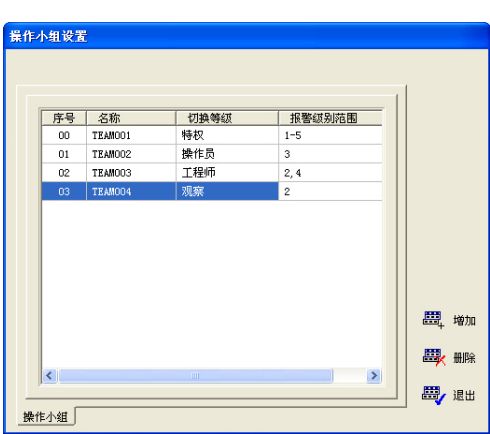 操作小组设置
序号 名称 切换等级 报警级别范围
00 TEAM001 特权 1-5
01 TEAM002 操作员 3
02 TEAM003 工程师 2,4
03 TEAM004 观察 2
增加
删除
退出
操作小组